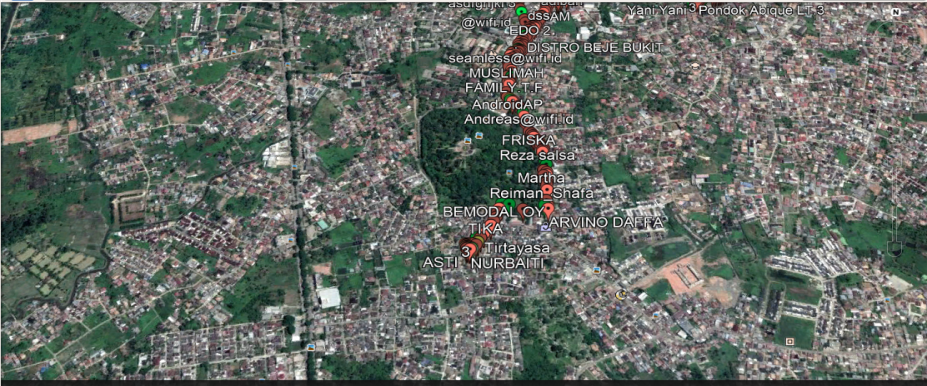 Yani Yani 3 Pondok Abique LT 3
dssAM
@wifi.id
EDO 2.
DISTRO BEJE BUKIT
seamless@wifi.id
MUSLIMAH
FAMILY T.F
AndroidAP
Andreas@wifi.id
FRISKA
Reza salsa
Martha
Reiman Shafa
BEMODAL OY
ARVINO DAFFA
TIKA
3
Tirtayasa
ASTI NURBAITI
N